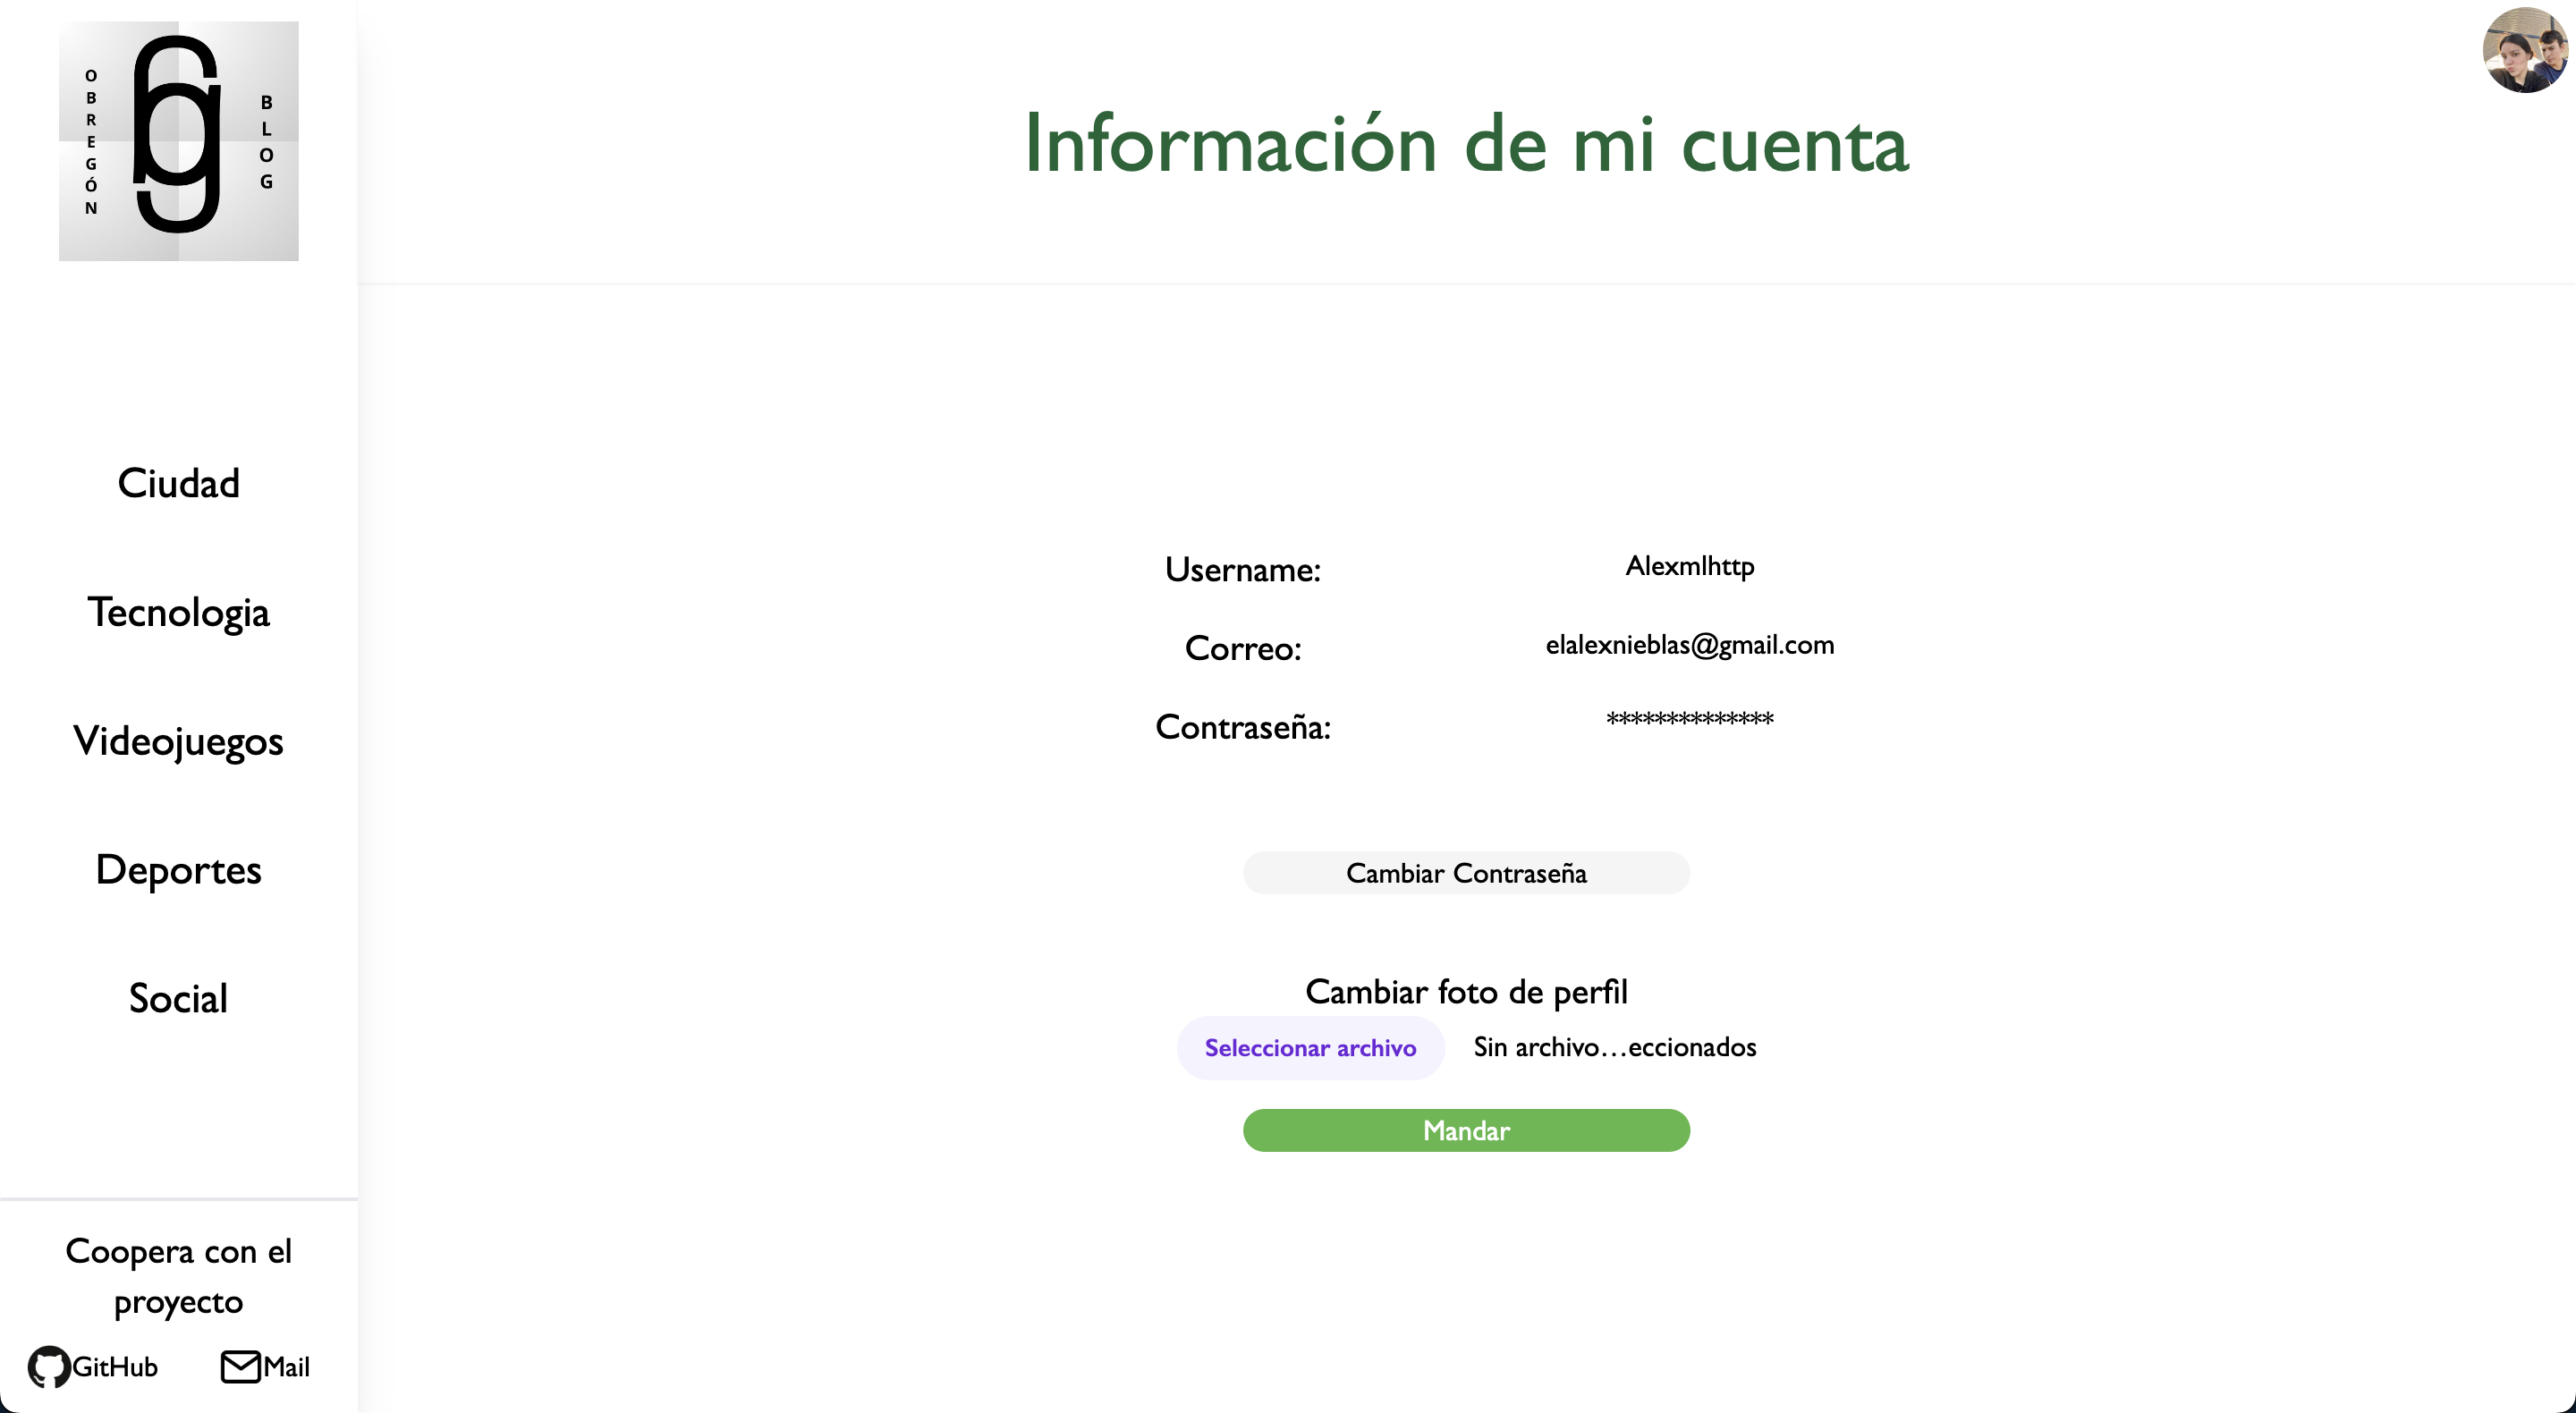 OBREGÓN
BLOG
Información de mi cuenta
Ciudad
Tecnologia
Videojuegos
Deportes
Social
Username: Alexmlhttp
Correo: elalexnieblas@gmail.com
Contraseña: **************
Cambiar Contraseña
Cambiar foto de perfil
Seleccionar archivo Sin archivo…eccionados
Mandar
Coopera con el
proyecto
GitHub Mail